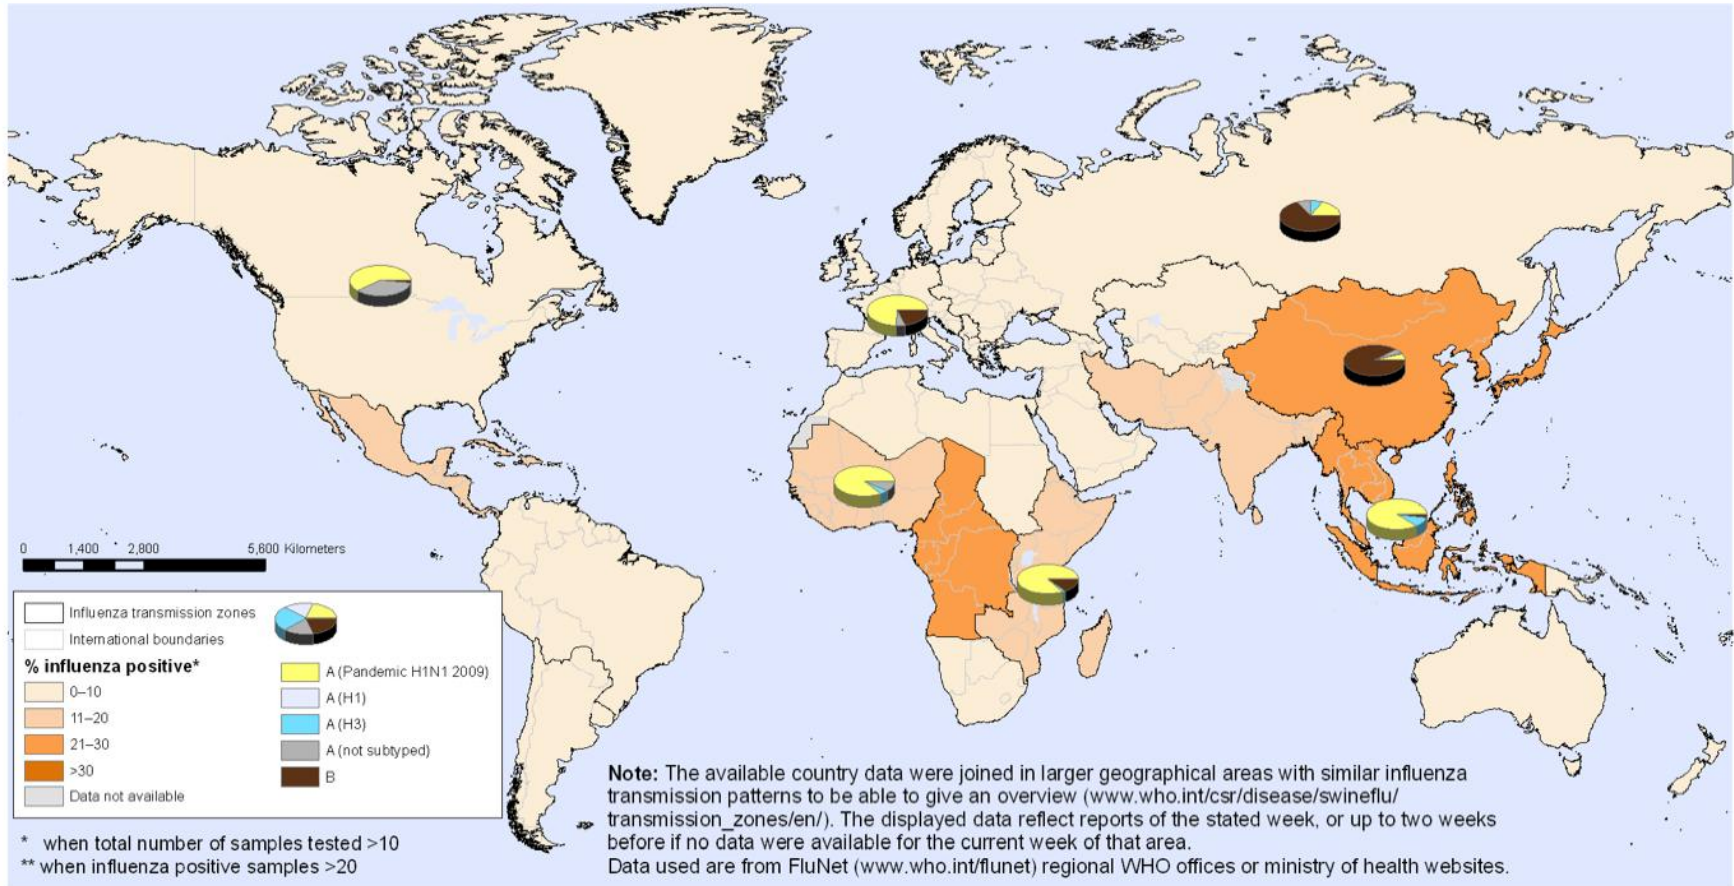 0 1,400 2,800 5,600 Kilometers
Influenza transmission zones
International boundaries
% influenza positive*
0–10
11–20
21–30
>30
Data not available
A (Pandemic H1N1 2009)
A (H1)
A (H3)
A (not subtyped)
B
* when total number of samples tested >10
** when influenza positive samples >20
Note: The available country data were joined in larger geographical areas with similar influenza
transmission patterns to be able to give an overview (www.who.int/csr/disease/swineflu/
transmission_zones/en/). The displayed data reflect reports of the stated week, or up to two weeks
before if no data were available for the current week of that area.
Data used are from FluNet (www.who.int/flunet) regional WHO offices or ministry of health websites.